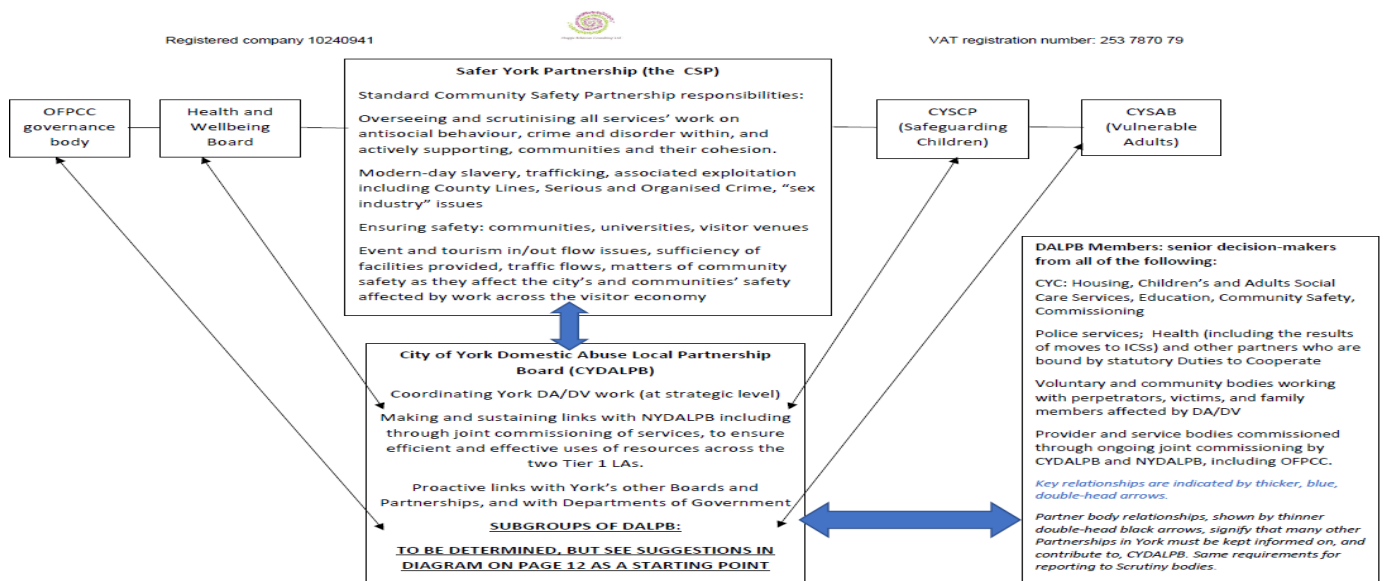 Registered company 10240941
VAT registration number: 253 7870 79
OFPCC
governance
body
Health and
Wellbeing
Board
Safer York Partnership (the  CSP)
Standard Community Safety Partnership responsibilities:
Overseeing and scrutinising all services' work on
antisocial behaviour, crime and disorder within, and
actively supporting, communities and their cohesion.
Modern-day slavery, trafficking, associated exploitation
including County Lines, Serious and Organised Crime, "sex
industry" issues
Ensuring safety: communities, universities, visitor venues
Event and tourism in/out flow issues, sufficiency of
facilities provided, traffic flows, matters of community
safety as they affect the city's and communities' safety
affected by work across the visitor economy
CYSCP
(Safeguarding
Children)
CYSAB
(Vulnerable
Adults)
City of York Domestic Abuse Local Partnership
Board (CYDALPB)
Coordinating York DA/DV work (at strategic level)
Making and sustaining links with NYDALPB including
through joint commissioning of services, to ensure
efficient and effective uses of resources across the
two Tier 1 LAs.
Proactive links with York's other Boards and
Partnerships, and with Departments of Government
SUBGROUPS OF DALPB:
TO BE DETERMINED, BUT SEE SUGGESTIONS IN
DIAGRAM ON PAGE 12 AS A STARTING POINT
DALPB Members: senior decision-makers
from all of the following:
CYC: Housing, Children's and Adults Social
Care Services, Education, Community Safety,
Commissioning
Police services;  Health (including the results
of moves to ICSs) and other partners who are
bound by statutory Duties to Cooperate
Voluntary and community bodies working
with perpetrators, victims, and family
members affected by DA/DV
Provider and service bodies commissioned
through ongoing joint commissioning by
CYDALPB and NYDALPB, including OFPCC.
Key relationships are indicated by thicker, blue,
double-head arrows.
Partner body relationships, shown by thinner
double-head black arrows, signify that many other
Partnerships in York must be kept informed on, and
contribute to, CYDALPB. Same requirements for
reporting to Scrutiny bodies.